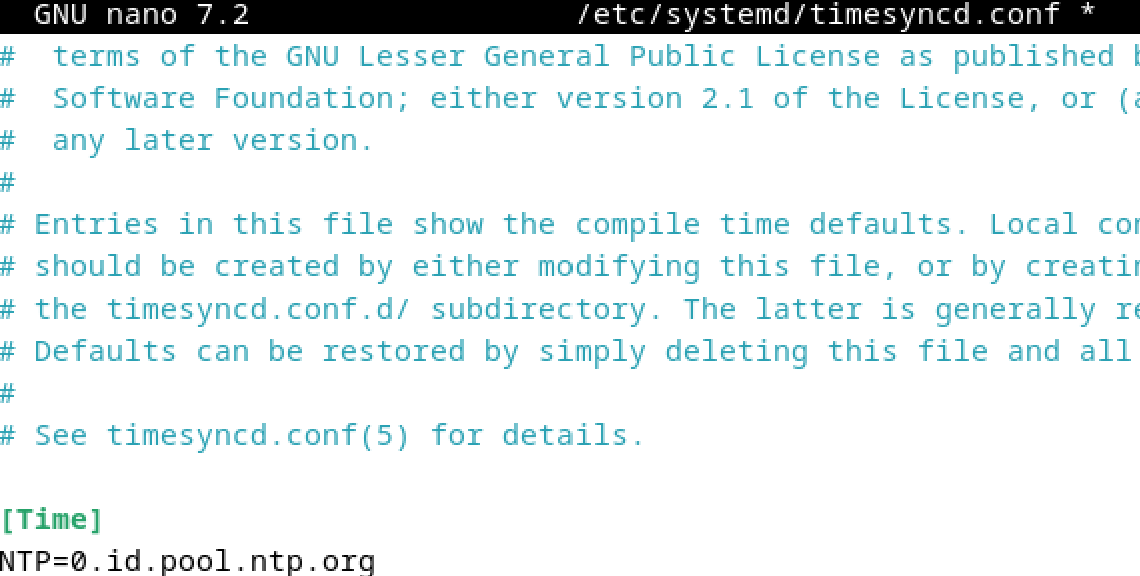 GNU nano 7.2 /etc/systemd/timesyncd.conf *
#  terms of the GNU Lesser General Public License as published
#  Software Foundation; either version 2.1 of the License, or
#  any later version.
#
# Entries in this file show the compile time defaults. Local
# should be created by either modifying this file, or by
# the timesyncd.conf.d/ subdirectory. The latter is generally
# Defaults can be restored by simply deleting this file and all
#
# See timesyncd.conf(5) for details.
[Time]
NTP=0.id.pool.ntp.org